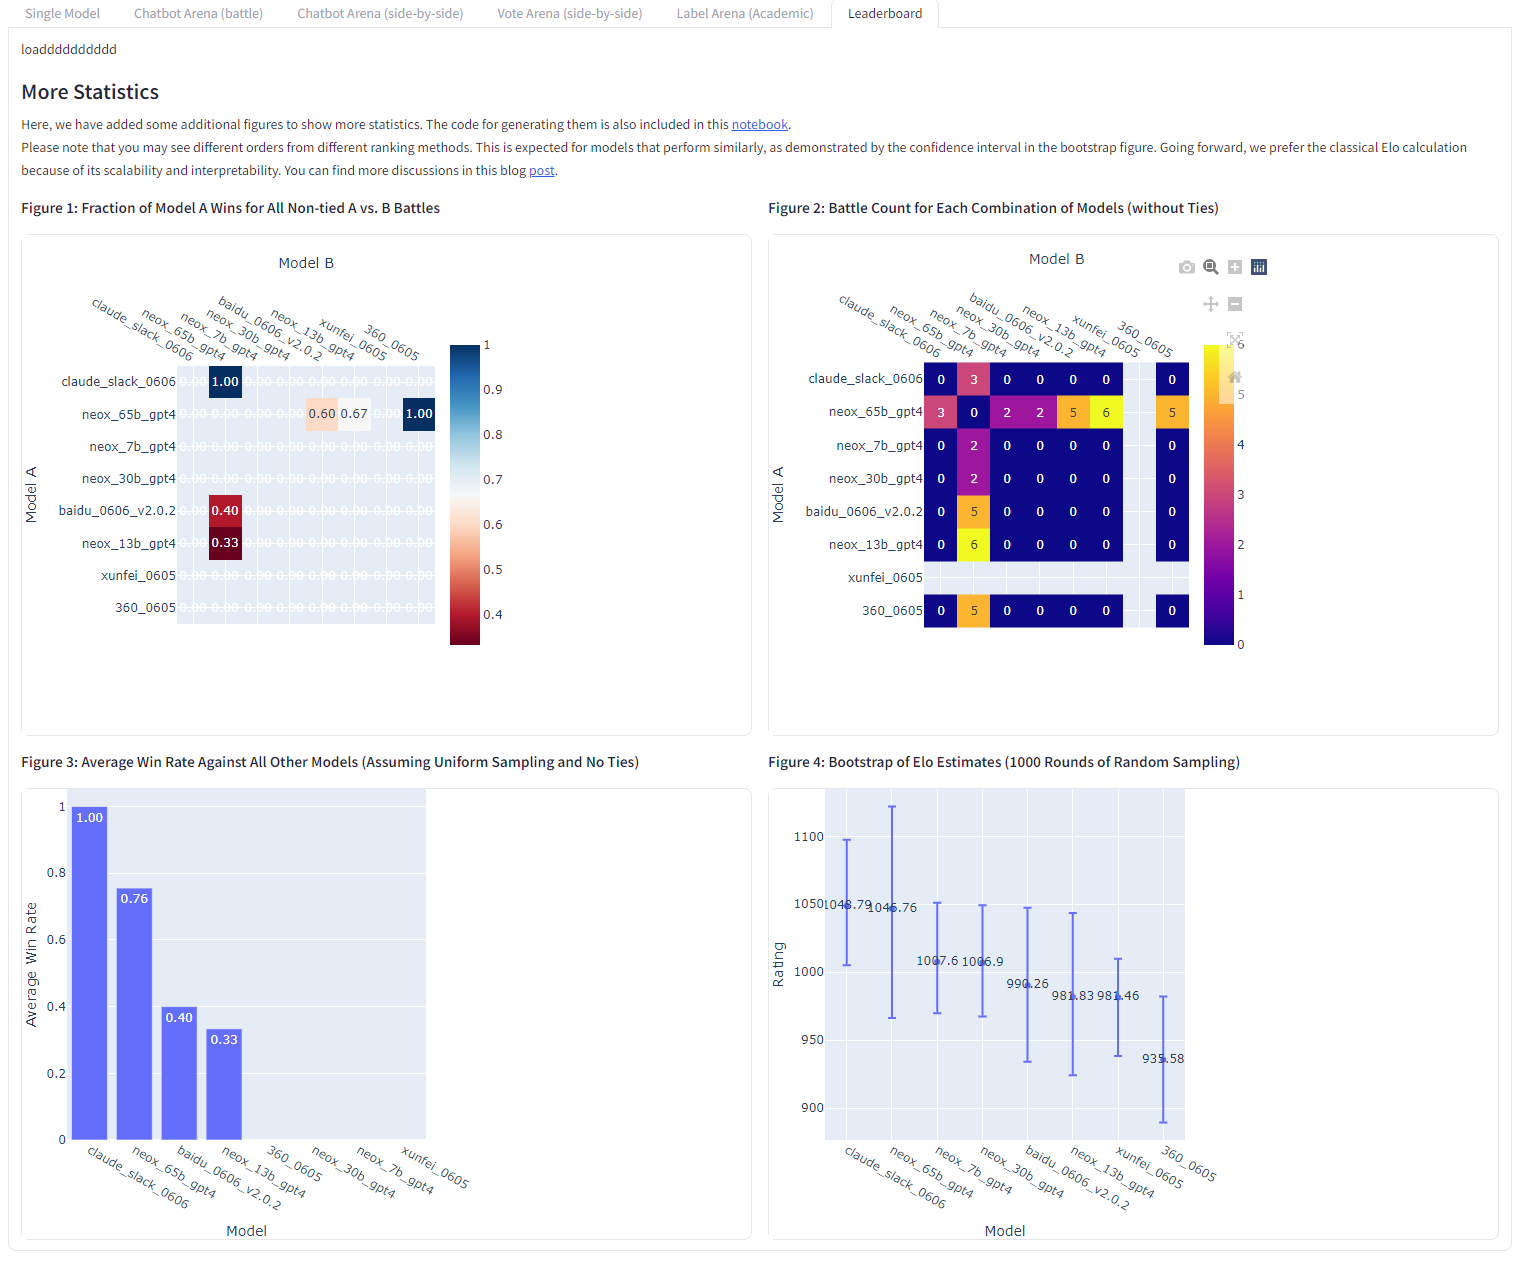 Single Model Chatbot Arena (battle) Chatbot Arena (side-by-side) Vote Arena (side-by-side) Label Arena (Academic) Leaderboard
loadddddddddd
More Statistics
Here, we have added some additional figures to show more statistics. The code for generating them is also included in this notebook.
Please note that you may see different orders from different ranking methods. This is expected for models that perform similarly, as demonstrated by the confidence interval in the bootstrap figure. Going forward, we prefer the classical Elo calculation
because of its scalability and interpretability. You can find more discussions in this blog post.
Figure 1: Fraction of Model A Wins for All Non-tied A vs. B Battles
Model B
claude_slack_0606
neox_65b_gpt4
neox_7b_gpt4
neox_30b_gpt4
baidu_0606_v2.0.2
neox_13b_gpt4
xunfei_0605
360_0605
Model A
claude_slack_0606 0.00 1.00 0.00 0.00 0.00 0.00 0.00 0.00
neox_65b_gpt4 0.00 0.00 0.00 0.00 0.60 0.67 0.00 1.00
neox_7b_gpt4 0.00 0.00 0.00 0.00 0.00 0.00 0.00 0.00
neox_30b_gpt4 0.00 0.00 0.00 0.00 0.00 0.00 0.00 0.00
baidu_0606_v2.0.2 0.00 0.40 0.00 0.00 0.00 0.00 0.00 0.00
neox_13b_gpt4 0.00 0.33 0.00 0.00 0.00 0.00 0.00 0.00
xunfei_0605 0.00 0.00 0.00 0.00 0.00 0.00 0.00 0.00
360_0605 0.00 0.00 0.00 0.00 0.00 0.00 0.00 0.00
1
0.9
0.8
0.7
0.6
0.5
0.4
Figure 2: Battle Count for Each Combination of Models (without Ties)
Model B
claude_slack_0606
neox_65b_gpt4
neox_7b_gpt4
neox_30b_gpt4
baidu_0606_v2.0.2
neox_13b_gpt4
xunfei_0605
360_0605
Model A
claude_slack_0606 0 3 0 0 0 0 0
neox_65b_gpt4 3 0 2 2 5 6 5
neox_7b_gpt4 0 2 0 0 0 0 0
neox_30b_gpt4 0 2 0 0 0 0 0
baidu_0606_v2.0.2 0 5 0 0 0 0 0
neox_13b_gpt4 0 6 0 0 0 0 0
xunfei_0605
360_0605 0 5 0 0 0 0 0
6
5
4
3
2
1
0
Figure 3: Average Win Rate Against All Other Models (Assuming Uniform Sampling and No Ties)
Average Win Rate
1
0.8
0.6
0.4
0.2
0
1.00
0.76
0.40
0.33
claude_slack_0606
neox_65b_gpt4
baidu_0606_v2.0.2
neox_13b_gpt4
360_0605
neox_30b_gpt4
neox_7b_gpt4
xunfei_0605
Model
Figure 4: Bootstrap of Elo Estimates (1000 Rounds of Random Sampling)
Rating
1100
1050
1000
950
900
1048.79
1046.76
1007.6
1006.9
990.26
981.83
981.46
935.58
claude_slack_0606
neox_65b_gpt4
neox_7b_gpt4
neox_30b_gpt4
baidu_0606_v2.0.2
neox_13b_gpt4
xunfei_0605
360_0605
Model